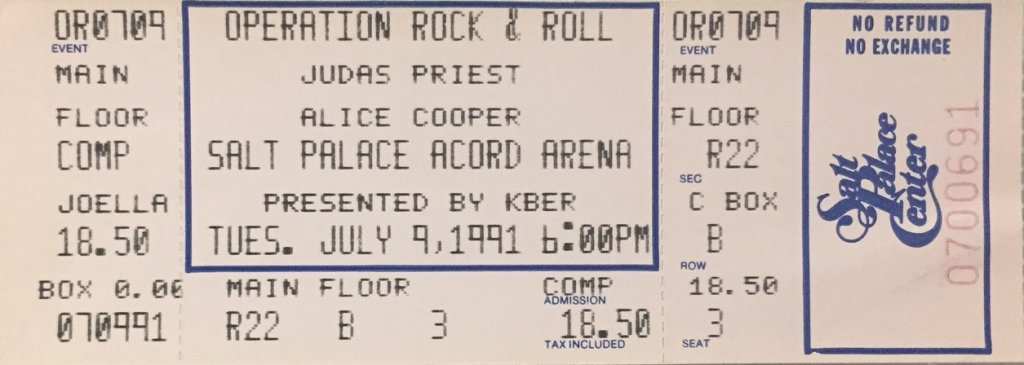 OR0709
EVENT
MAIN
FLOOR
COMP
JOELLA
18.50
BOX 0.00
070991
OPERATION ROCK & ROLL
JUDAS PRIEST
ALICE COOPER
SALT PALACE ACORD ARENA
PRESENTED BY KBER
TUES. JULY 9,1991 6:00PM
MAIN FLOOR COMP
ADMISSION
R22 B 3 18.50
TAX INCLUDED
OR0709
EVENT
MAIN
FLOOR
R22
SEC
C BOX
B
ROW
18.50
3
SEAT
NO REFUND
NO EXCHANGE
Salt
Palace
Center
0700691